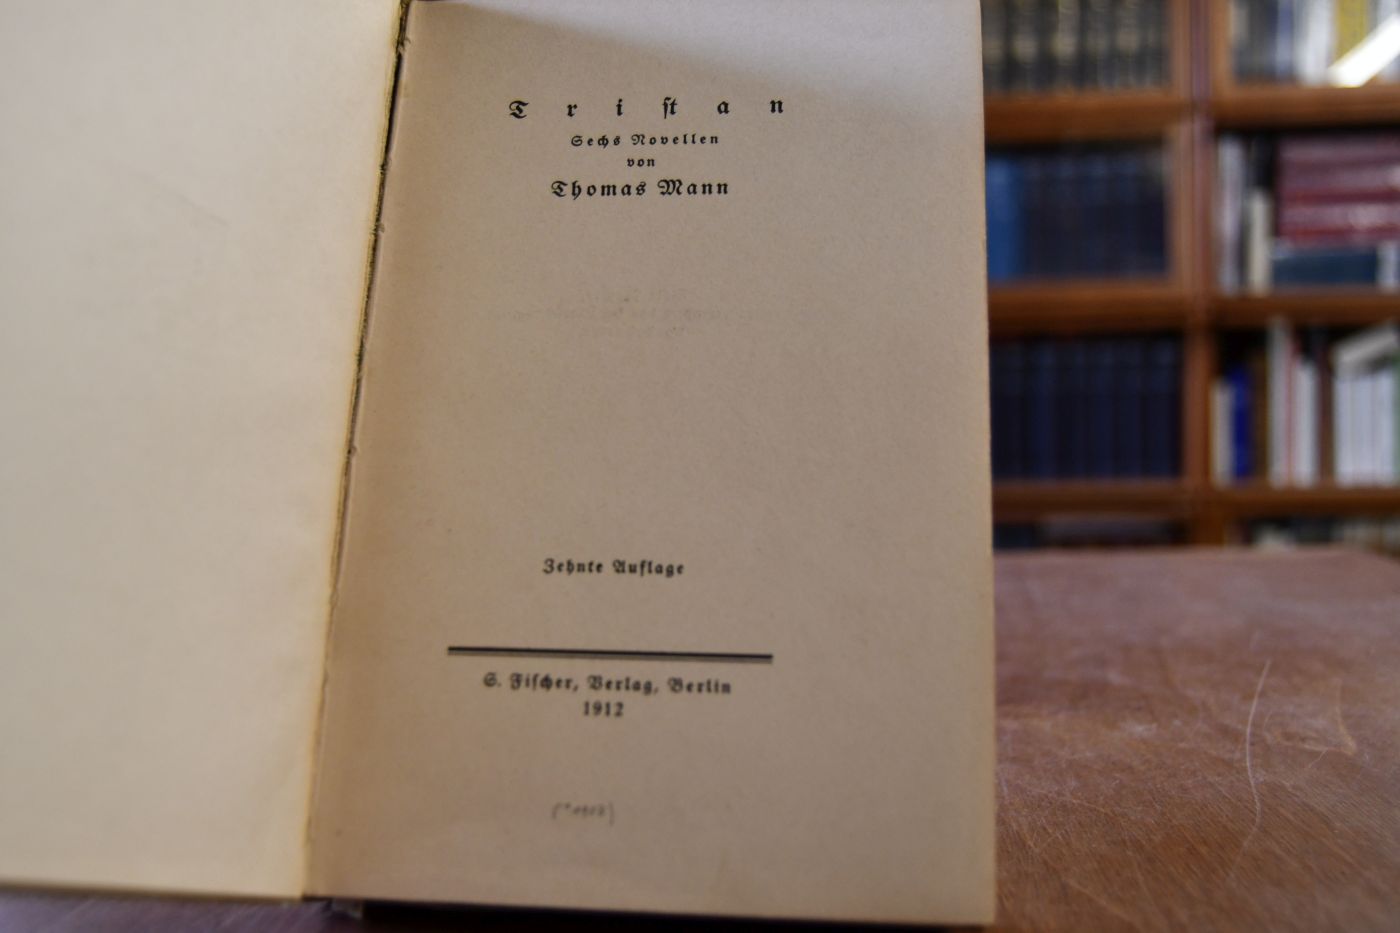 Tristan
Sechs Novellen
von
Thomas Mann
Zehnte Auflage
S. Fischer, Verlag, Berlin
1912